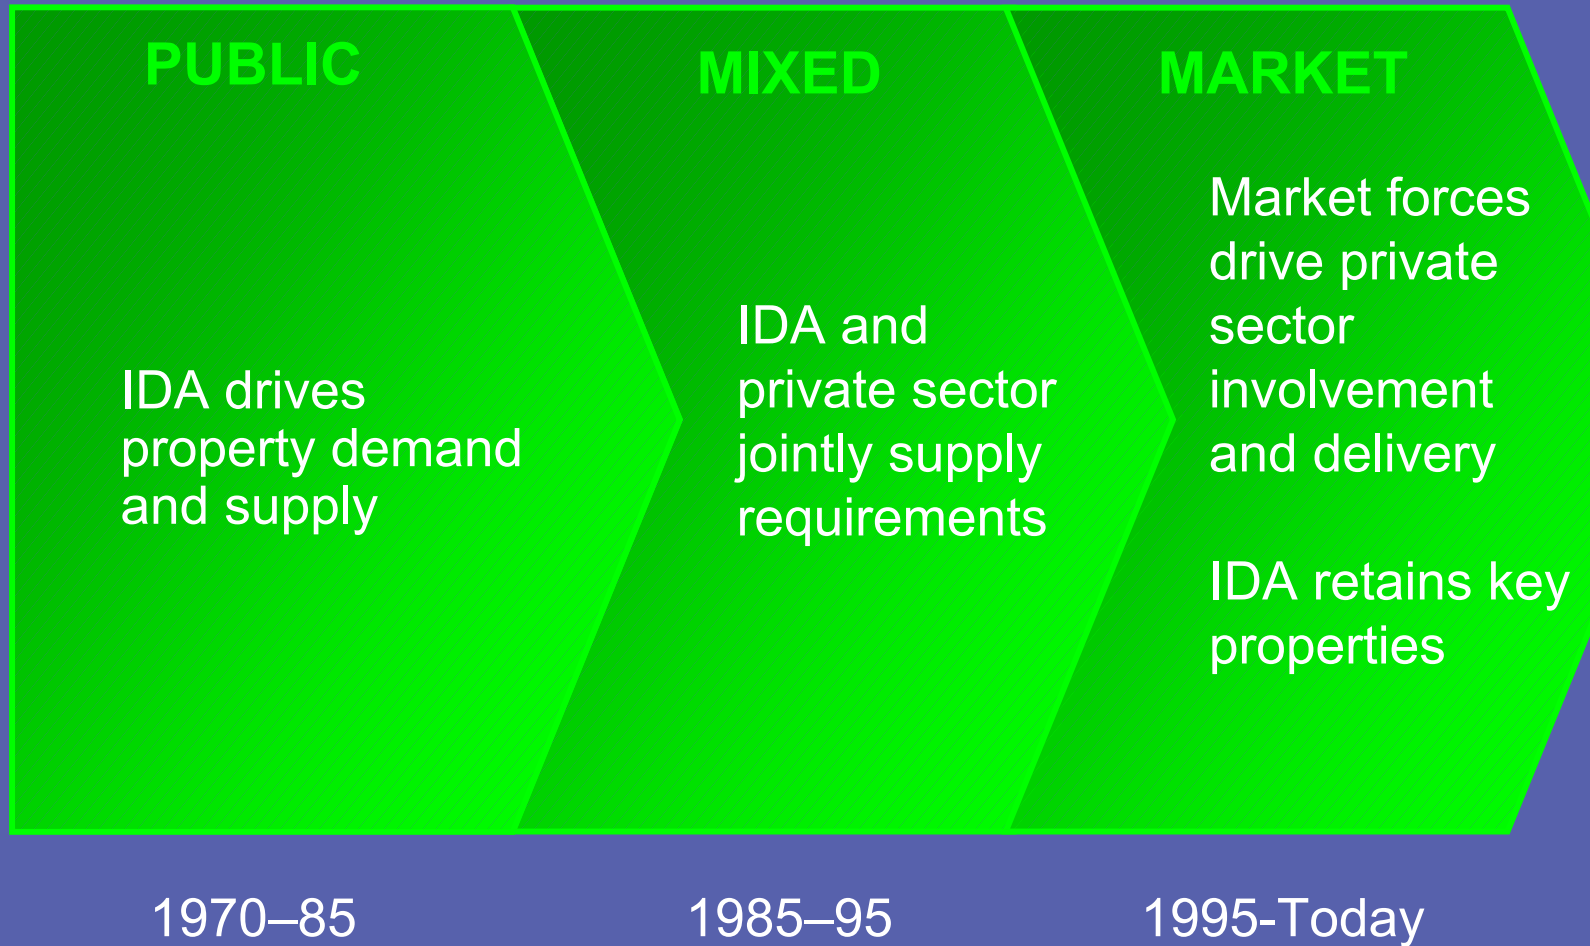 PUBLIC
IDA drives
property demand
and supply
1970–85
MIXED
IDA and
private sector
jointly supply
requirements
1985–95
MARKET
Market forces
drive private
sector
involvement
and delivery
IDA retains key
properties
1995-Today